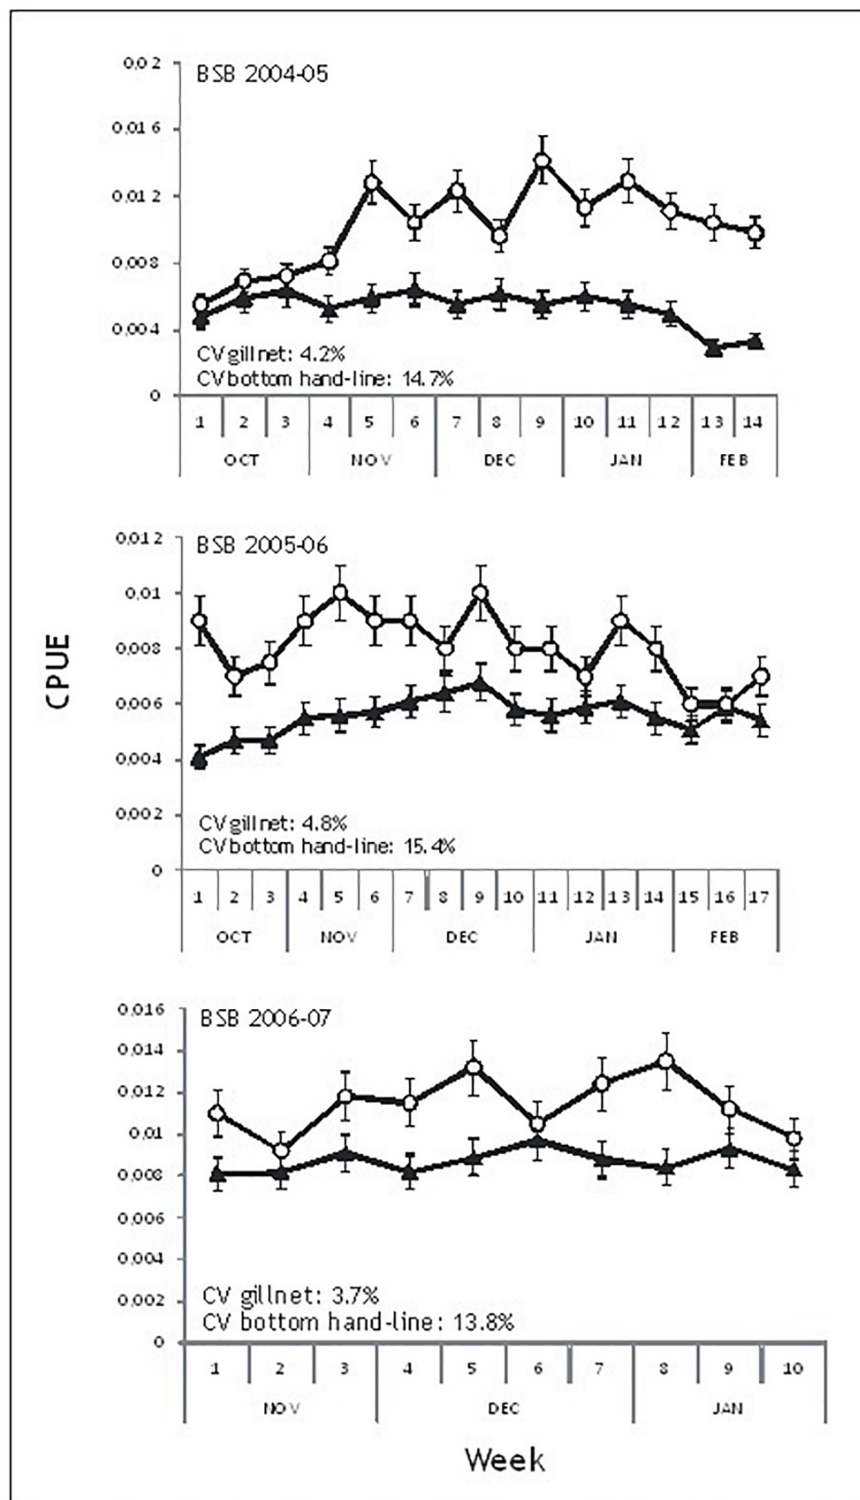 CPUE
0,02
BSB 2004-05
0,016
0,012
0,008
0,004
0
CV gill net: 4.2%
CV bottom hand-line: 14.7%
1 2 3 4 5 6 7 8 9 10 11 12 13 14
OCT NOV DEC JAN FEB
0,012
BSB 2005-06
0,01
0,008
0,006
0,004
0,002
0
CV gill net: 4.8%
CV bottom hand-line: 15.4%
1 2 3 4 5 6 7 8 9 10 11 12 13 14 15 16 17
OCT NOV DEC JAN FEB
0,016
BSB 2006-07
0,014
0,012
0,01
0,008
0,006
0,004
0,002
0
CV gillnet: 3.7%
CV bottom hand-line: 13.8%
1 2 3 4 5 6 7 8 9 10
NOV DEC JAN
Week